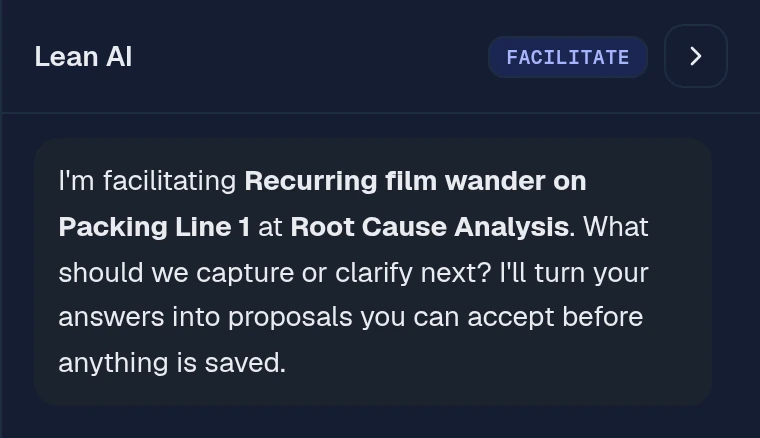 Lean AI
FACILITATE
I'm facilitating Recurring film wander on
Packing Line 1 at Root Cause Analysis. What
should we capture or clarify next? I'll turn your
answers into proposals you can accept before
anything is saved.